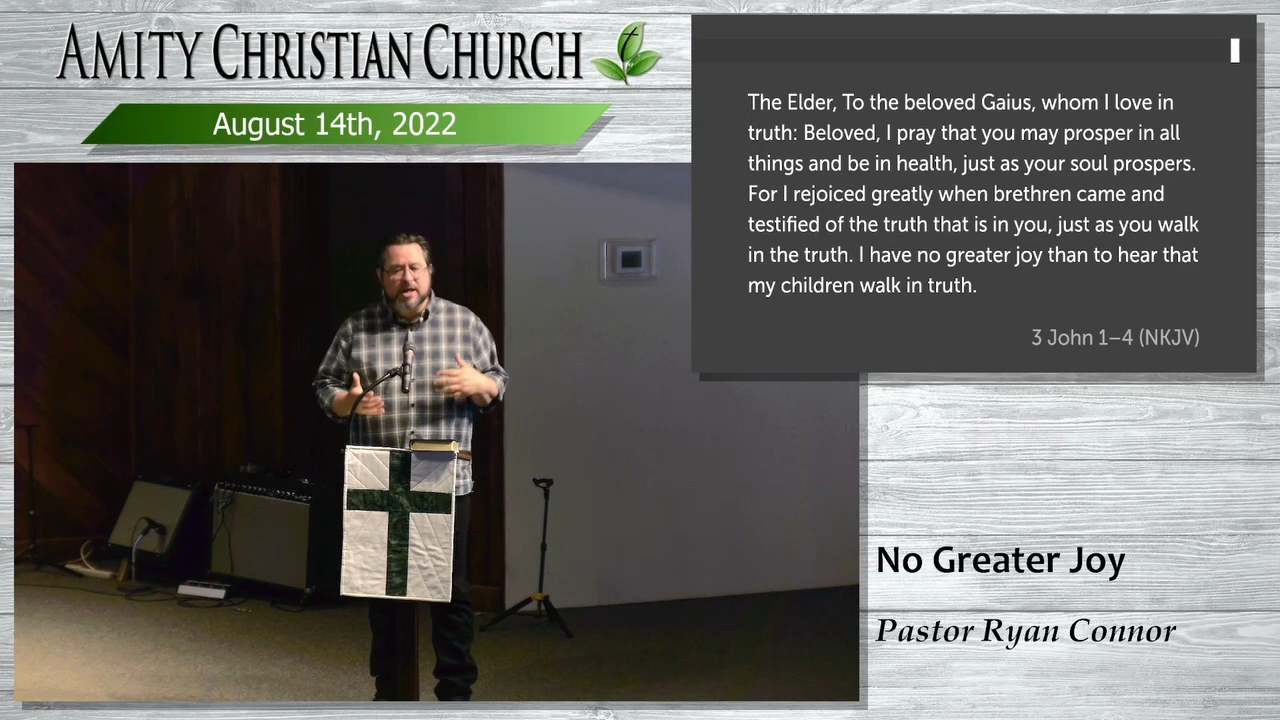 AMITY CHRISTIAN CHURCH
August 14th, 2022
The Elder, To the beloved Gaius, whom I love in
truth: Beloved, I pray that you may prosper in all
things and be in health, just as your soul prospers.
For I rejoiced greatly when brethren came and
testified of the truth that is in you, just as you walk
in the truth. I have no greater joy than to hear that
my children walk in truth.
3 John 1–4 (NKJV)
No Greater Joy
Pastor Ryan Connor